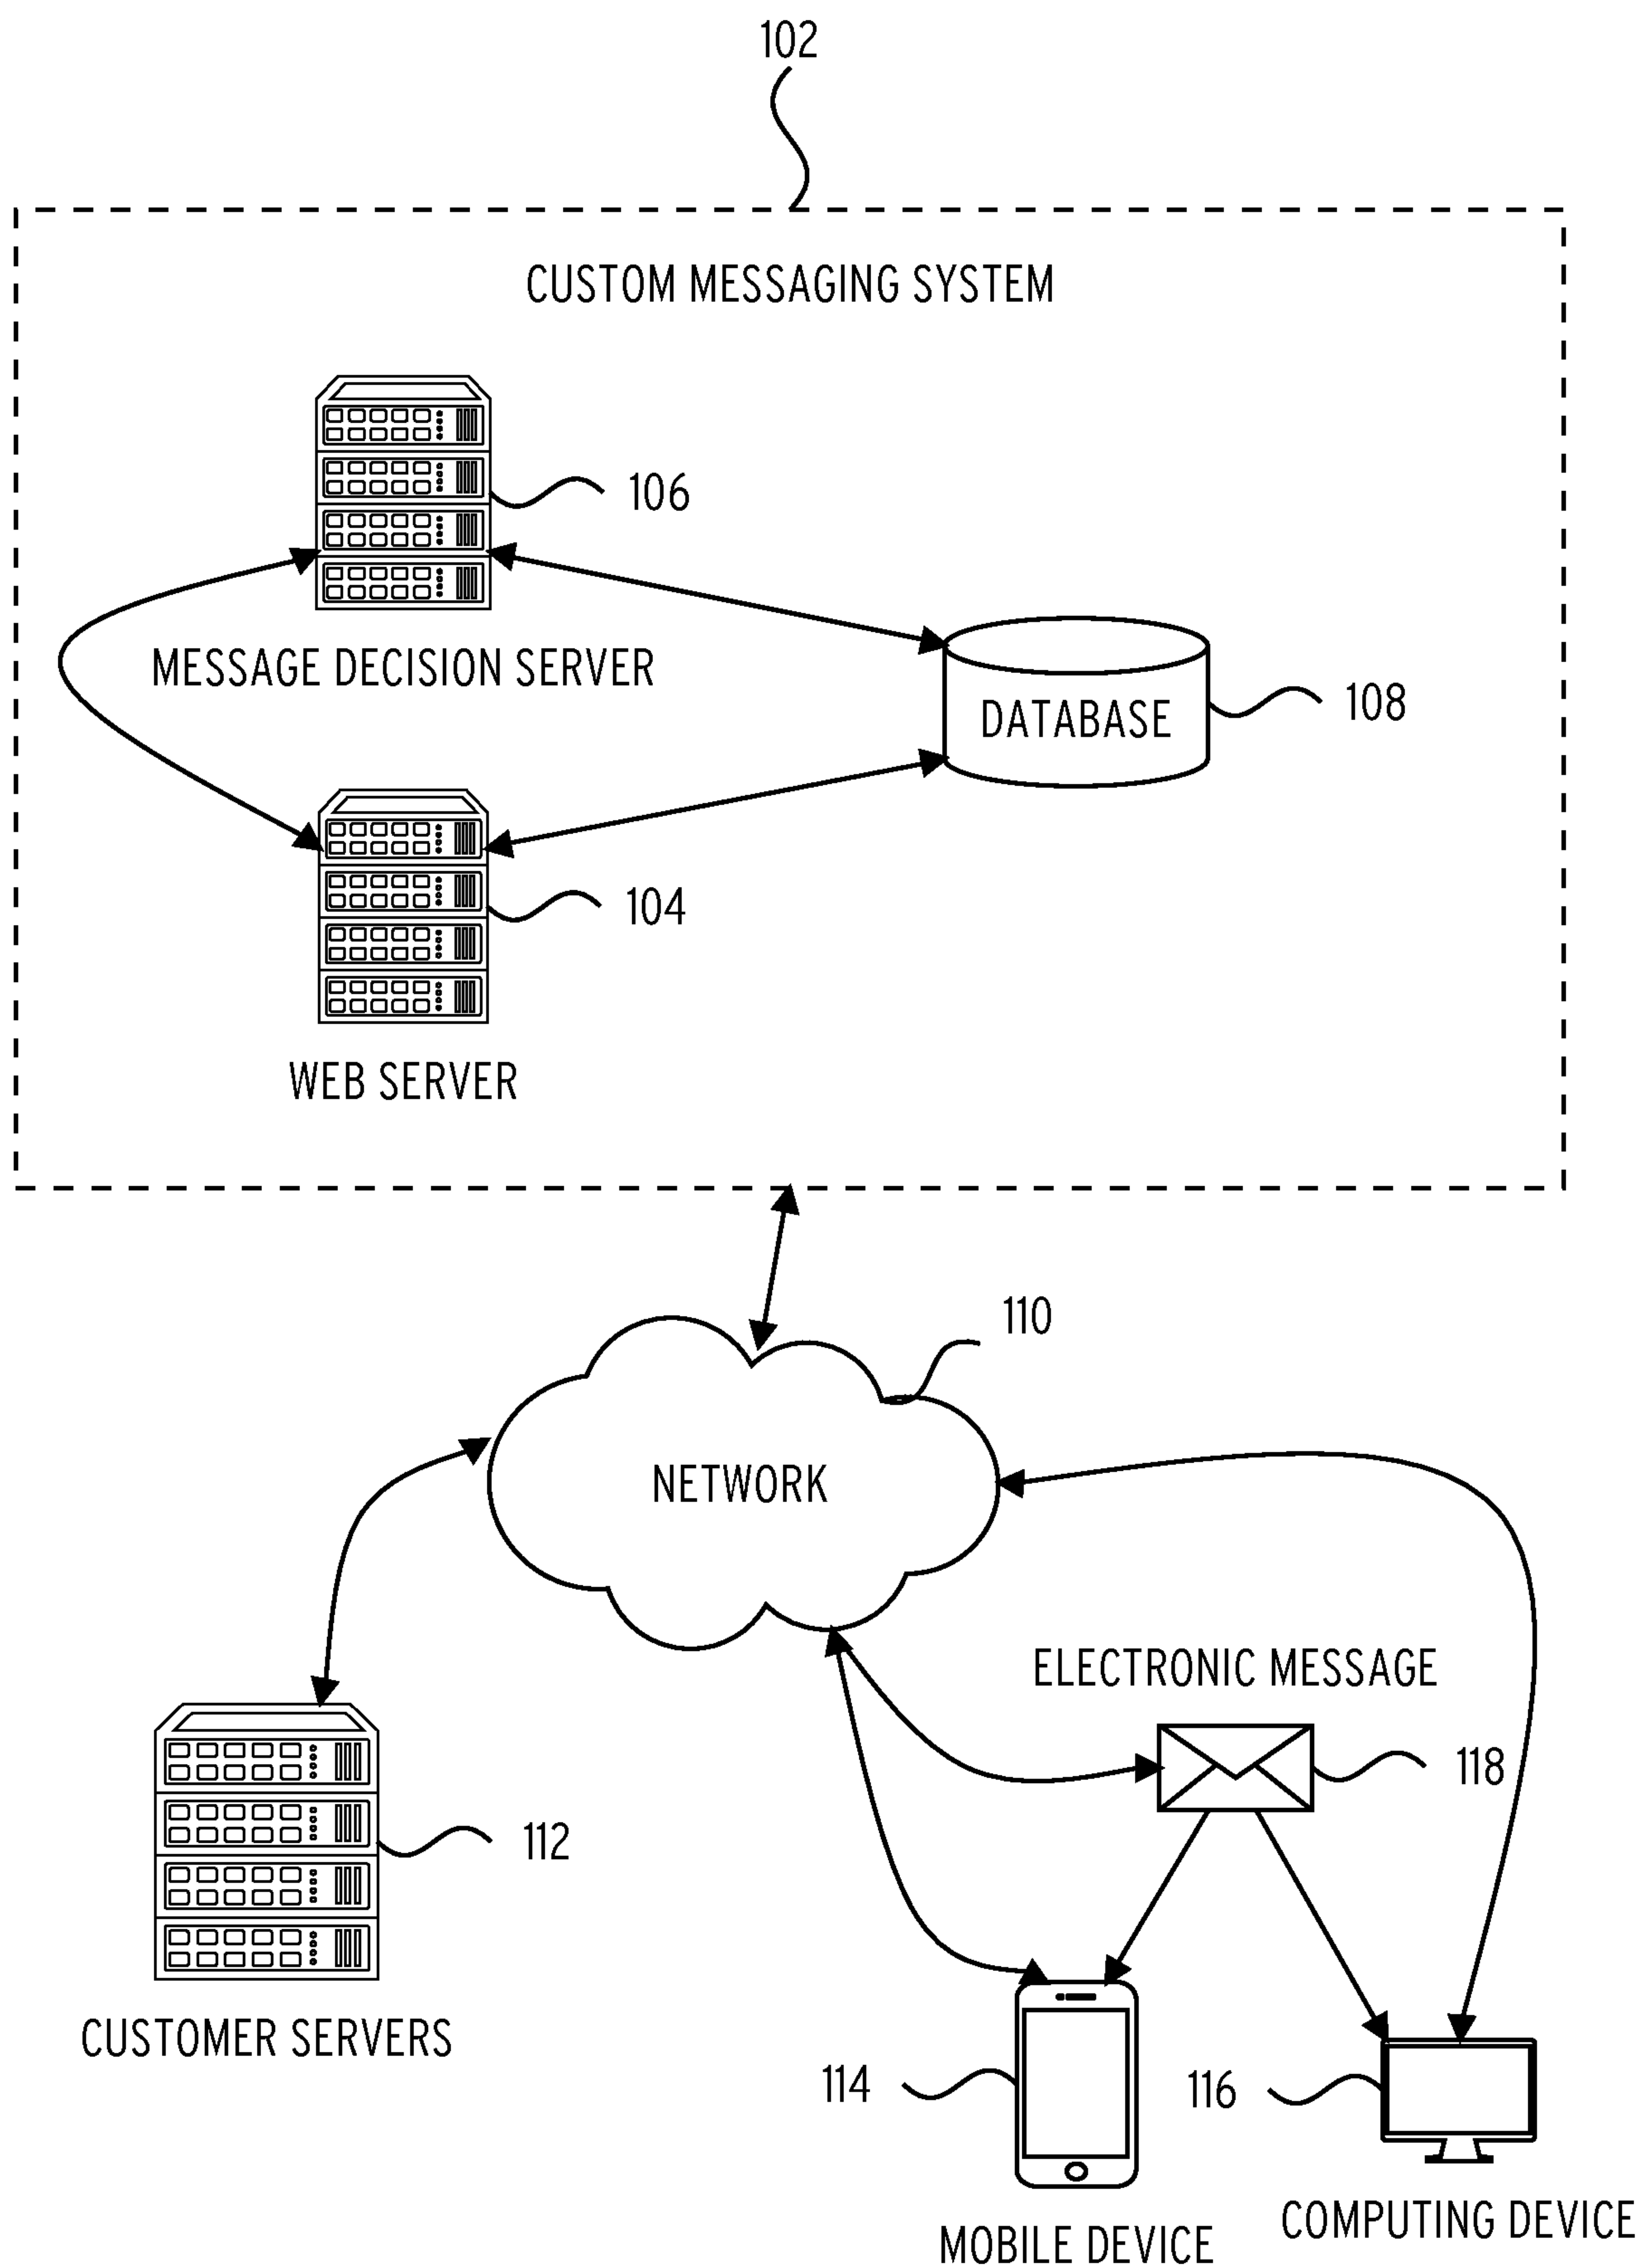 102
CUSTOM MESSAGING SYSTEM
106
MESSAGE DECISION SERVER
DATABASE
108
104
WEB SERVER
110
NETWORK
ELECTRONIC MESSAGE
118
112
CUSTOMER SERVERS
114
116
MOBILE DEVICE
COMPUTING DEVICE